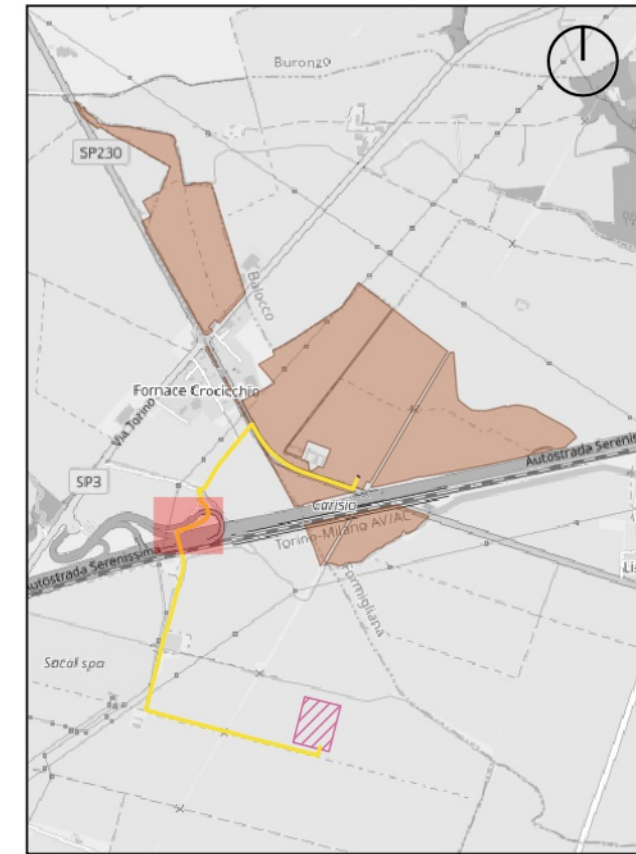 Buronzo
SP230
Balocco
Fornace Crocicchio
Via Torino
Autostrada Serenissima
SP3
Carisio
Torino-Milano AV/AC
Autostrada Serenissima
Formigliana
Sacal spa